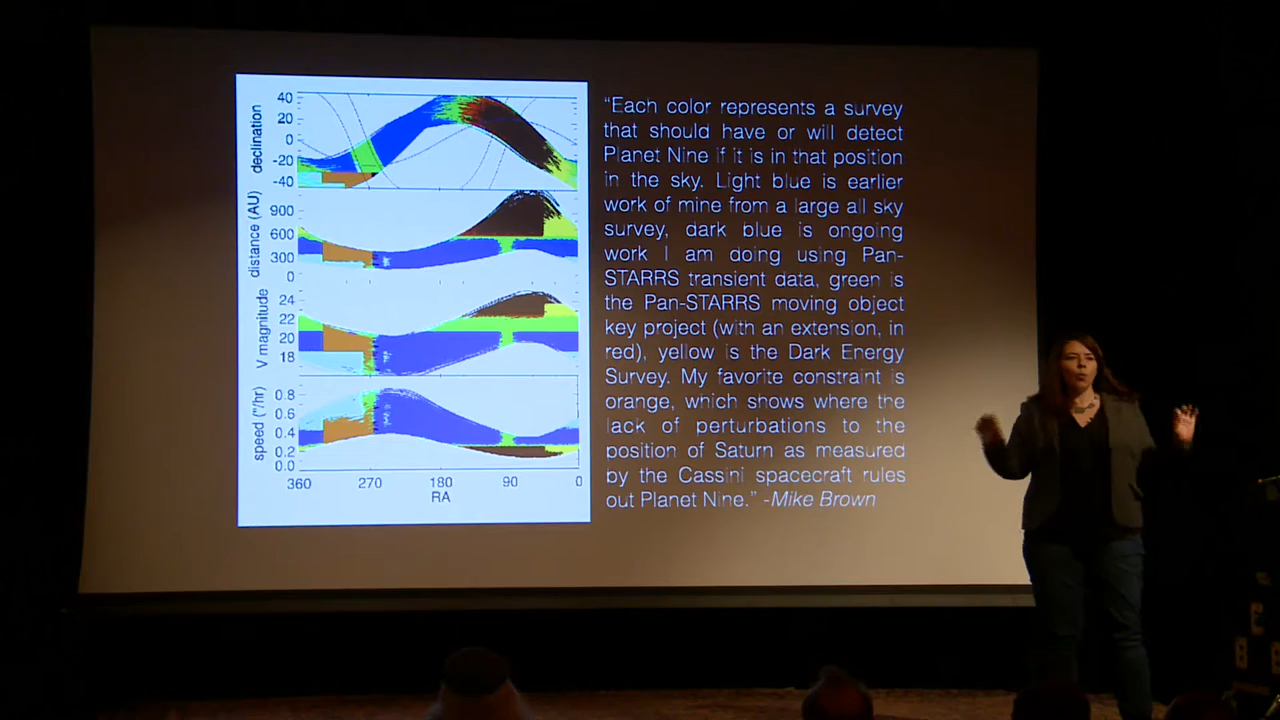 40
20
0
-20
-40
declination
900
600
300
0
distance (AU)
24
22
20
18
V magnitude
0.8
0.6
0.4
0.2
0.0
speed ("/hr)
360 270 180 90 0
RA
“Each color represents a survey
that should have or will detect
Planet Nine if it is in that position
in the sky. Light blue is earlier
work of mine from a large all sky
survey, dark blue is ongoing
work I am doing using Pan-
STARRS transient data, green is
the Pan-STARRS moving object
key project (with an extension, in
red), yellow is the Dark Energy
Survey. My favorite constraint is
orange, which shows where the
lack of perturbations to the
position of Saturn as measured
by the Cassini spacecraft rules
out Planet Nine.” -Mike Brown